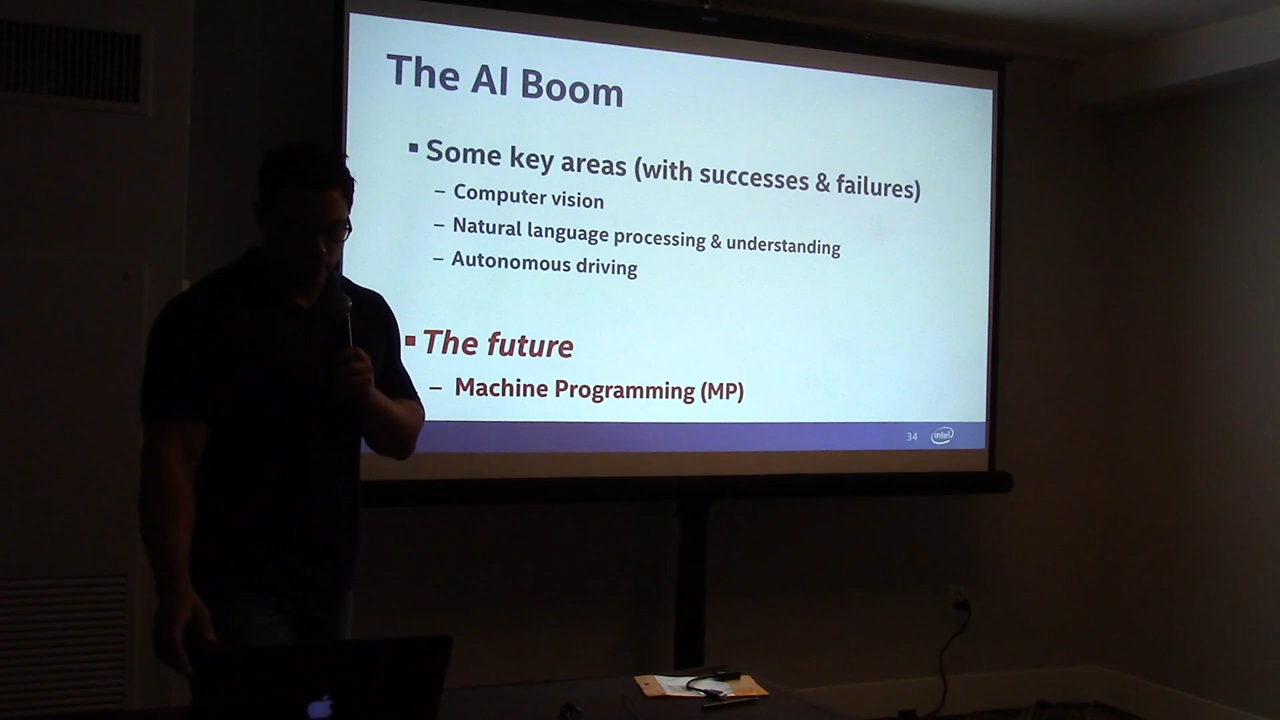 The AI Boom
▪ Some key areas (with successes & failures)
– Computer vision
– Natural language processing & understanding
– Autonomous driving
▪ The future
– Machine Programming (MP)
34
intel